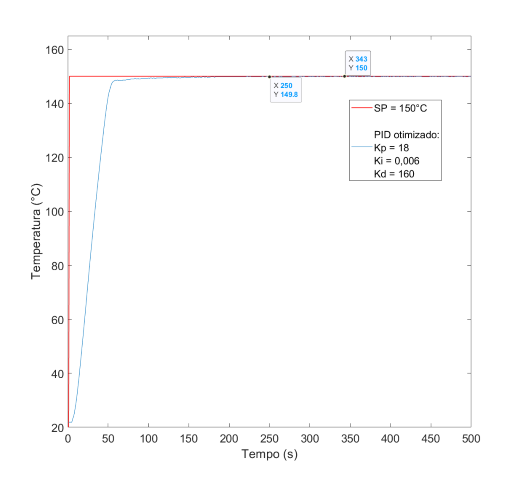 160
140
120
100
80
60
40
20
Temperatura (°C)
X 343
Y 150
X 250
Y 149.8
SP = 150°C
PID otimizado:
Kp = 18
Ki = 0,006
Kd = 160
0 50 100 150 200 250 300 350 400 450 500
Tempo (s)